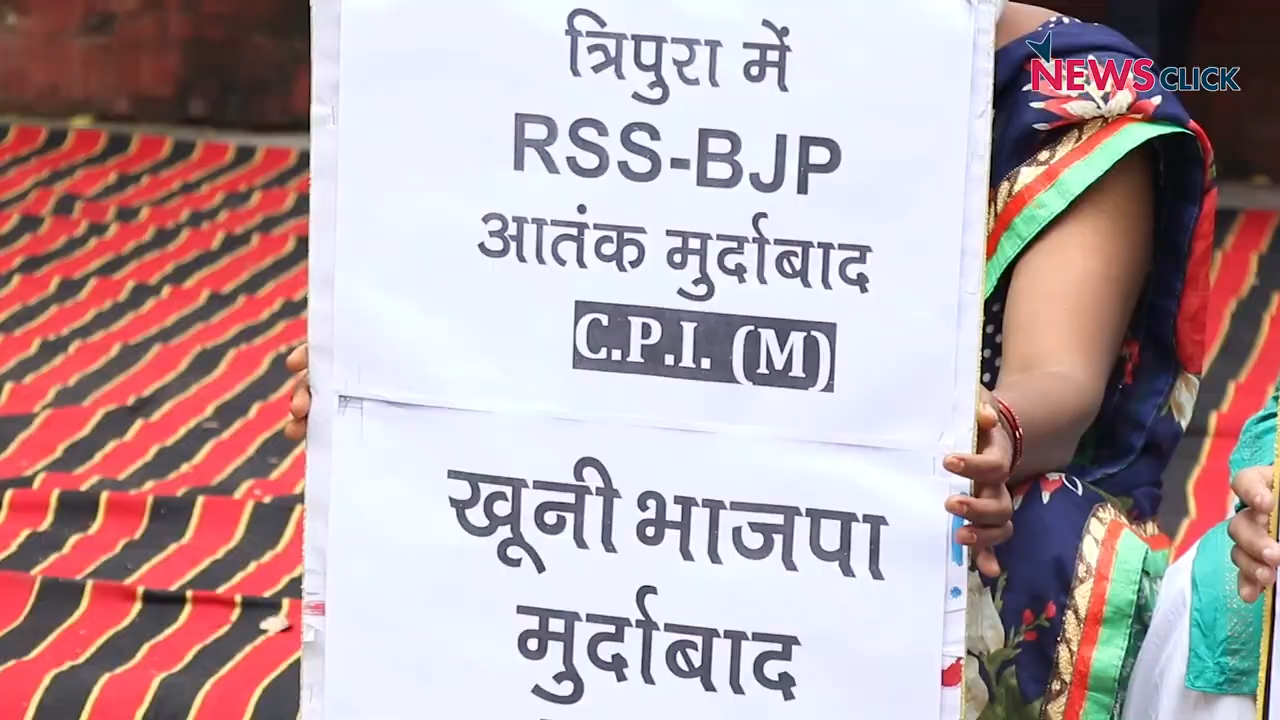 NEWSCLICK
त्रिपुरा में
RSS-BJP
आतंक मुर्दाबाद
C.P.I. (M)
खूनी भाजपा
मुर्दाबाद